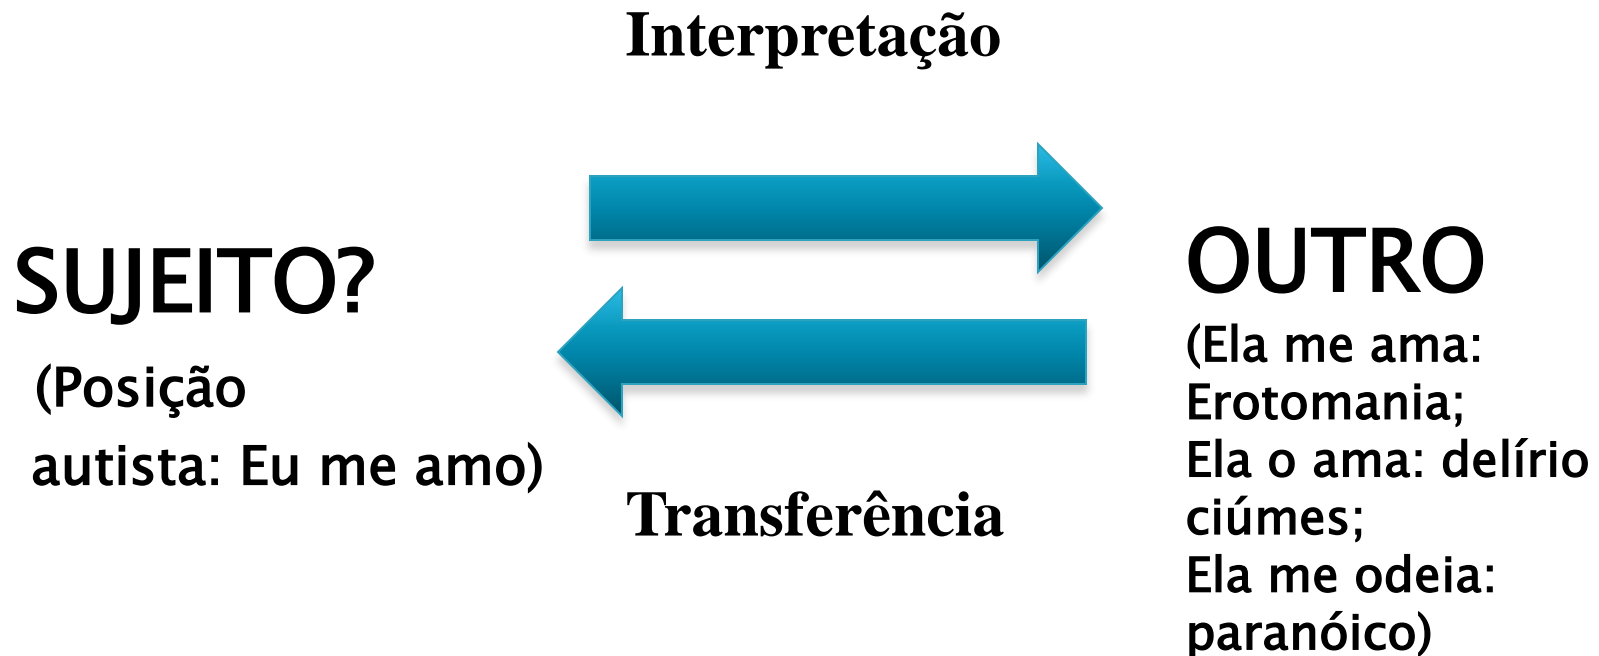 Interpretação
SUJEITO?
(Posição
autista: Eu me amo)
Transferência
OUTRO
(Ela me ama:
Erotomania;
Ela o ama: delírio
ciúmes;
Ela me odeia:
paranóico)